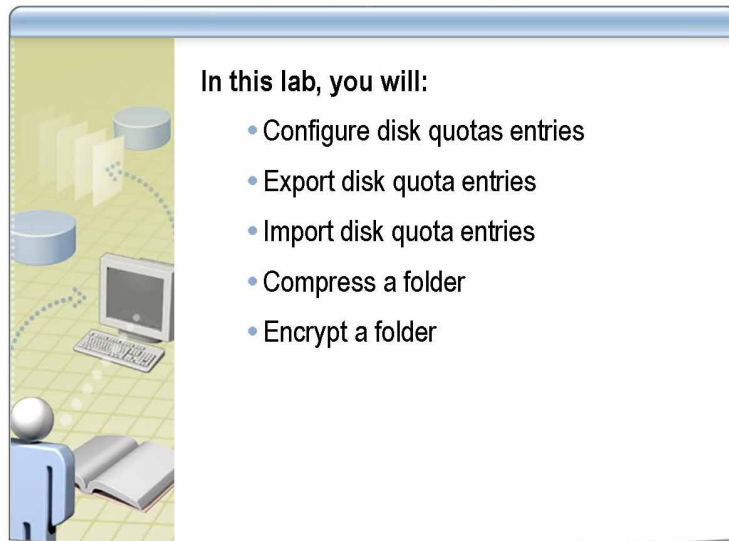 In this lab, you will:
• Configure disk quotas entries
• Export disk quota entries
• Import disk quota entries
• Compress a folder
• Encrypt a folder